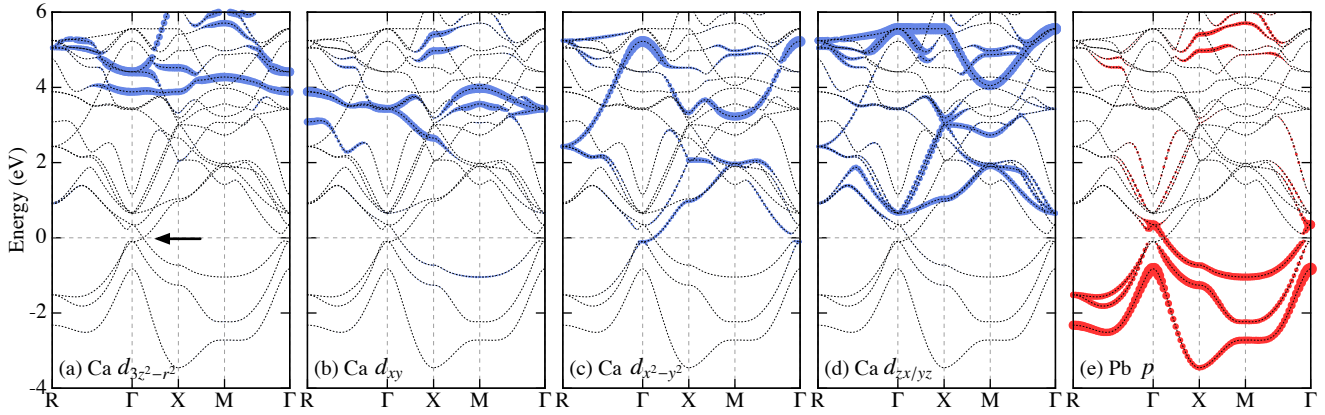 6
4
2
0
-2
-4
Energy (eV)
(a) Ca d3z²−r²
(b) Ca dxy
(c) Ca dx²−y²
(d) Ca dzx/yz
(e) Pb p
R Γ X M Γ
R Γ X M Γ
R Γ X M Γ
R Γ X M Γ
R Γ X M Γ